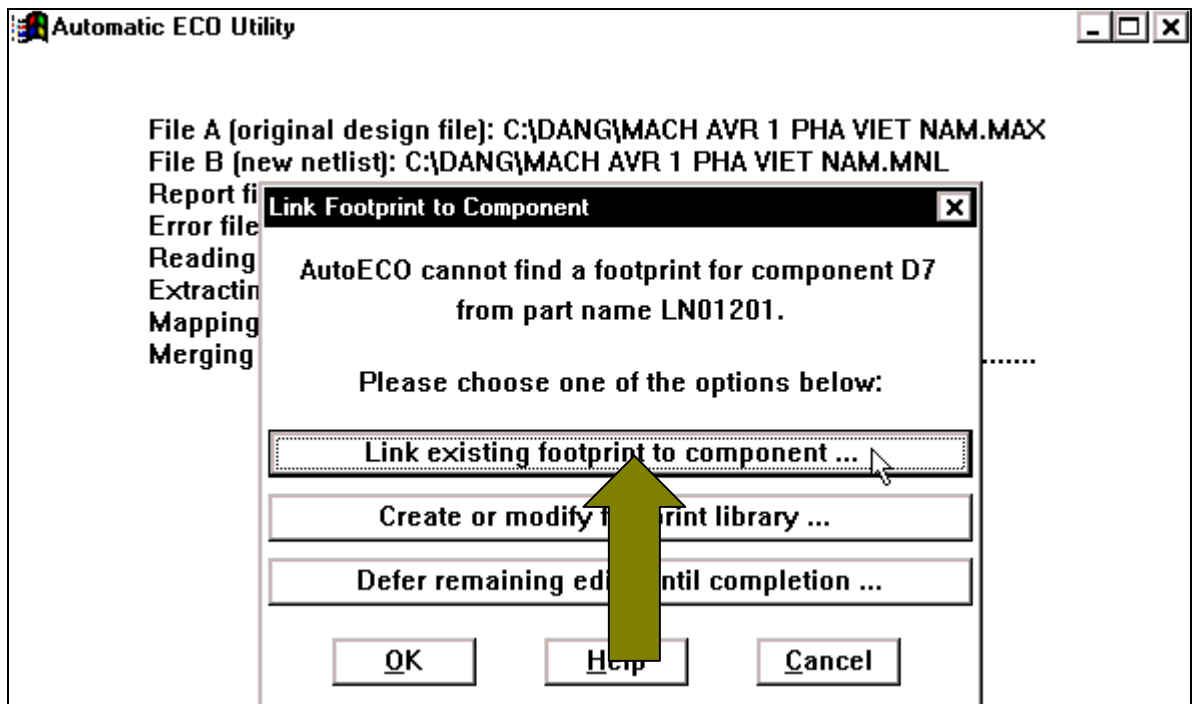 Automatic ECO Utility
File A (original design file): C:\DANG\MACH AVR 1 PHA VIET NAM.MAX
File B (new netlist): C:\DANG\MACH AVR 1 PHA VIET NAM.MNL
Report fi
Error file
Reading
Extractin
Mapping
Merging .......
Link Footprint to Component
AutoECO cannot find a footprint for component D7
from part name LN01201.
Please choose one of the options below:
Link existing footprint to component ...
Create or modify print library ...
Defer remaining until completion ...
OK Help Cancel